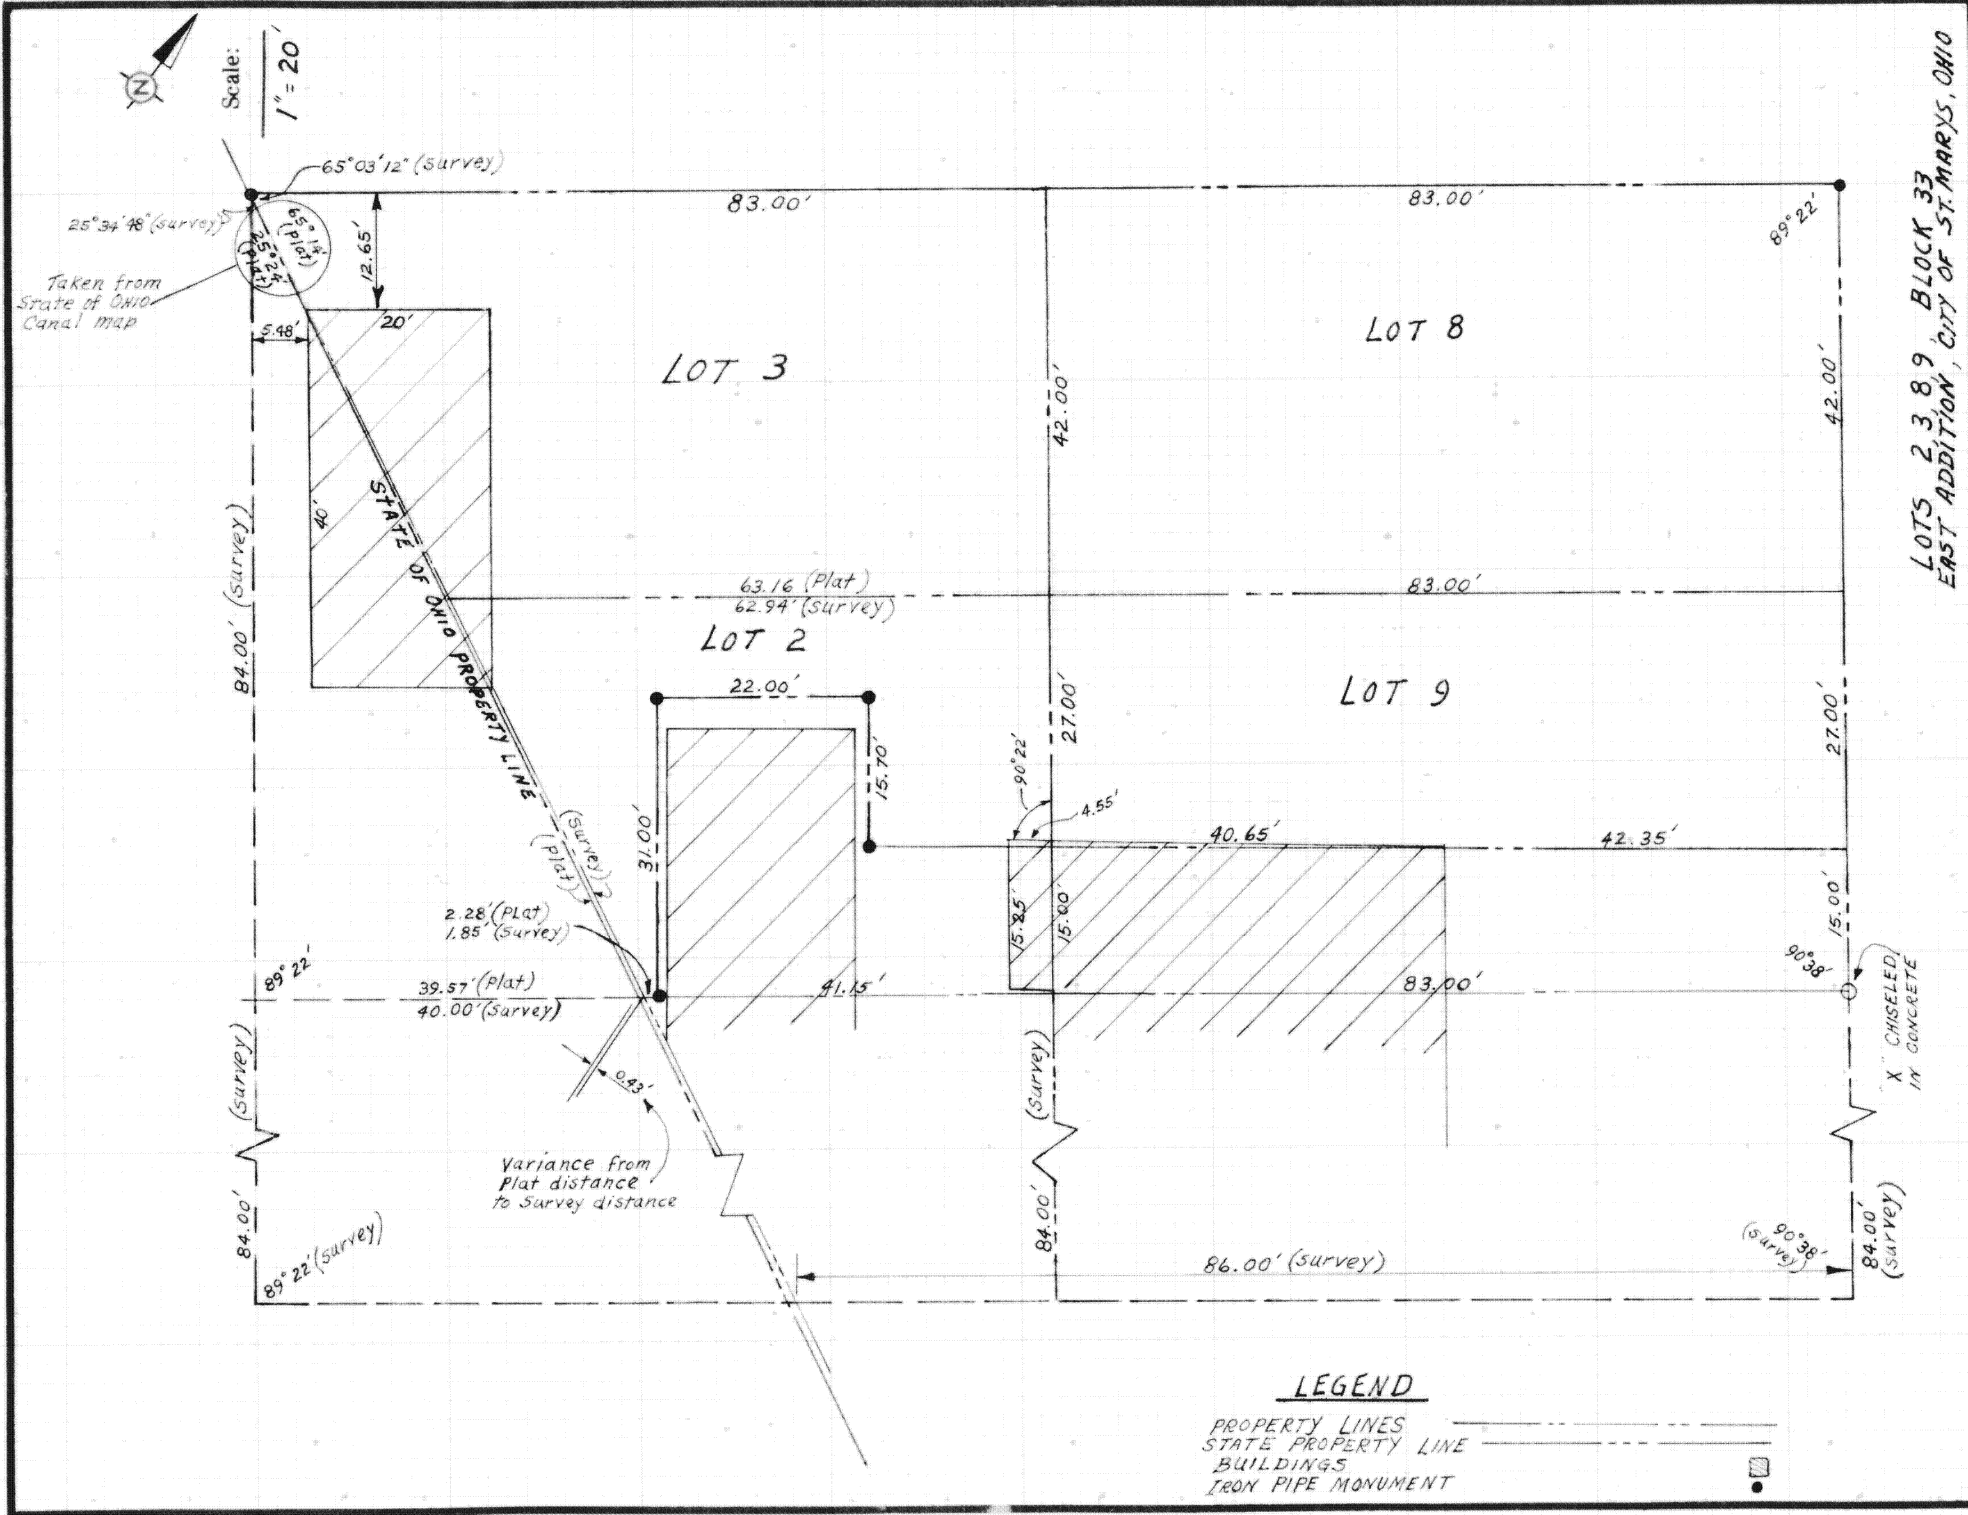 N
Scale:
1" = 20'
65°03'12" (survey)
25°34'48" (survey)
65°14'
(plat)
25°24'
(plat)
Taken from
State of OHIO
Canal map
12.65'
5.48'
20'
40'
83.00'
83.00'
89°22'
LOT 3
LOT 8
42.00'
42.00'
LOTS 2,3,8,9, BLOCK 33
EAST ADDITION, CITY OF ST. MARYS, OHIO
84.00' (survey)
STATE OF OHIO PROPERTY LINE
63.16 (Plat)
62.94' (survey)
83.00'
LOT 2
22.00'
LOT 9
27.00'
27.00'
31.00'
15.70'
90°22'
4.55'
40.65'
42.35'
(survey)
(plat)
2.28' (PLat)
1.85' (survey)
15.85'
15.00'
15.00'
89°22'
39.57' (Plat)
40.00' (survey)
41.15'
83.00'
90°38'
"X" CHISELED
IN CONCRETE
0.43'
Variance from
Plat distance
to Survey distance
(survey)
84.00'
(survey)
84.00'
89°22' (survey)
86.00' (survey)
90°38'
(survey)
84.00'
(survey)
LEGEND
PROPERTY LINES
STATE PROPERTY LINE
BUILDINGS
IRON PIPE MONUMENT